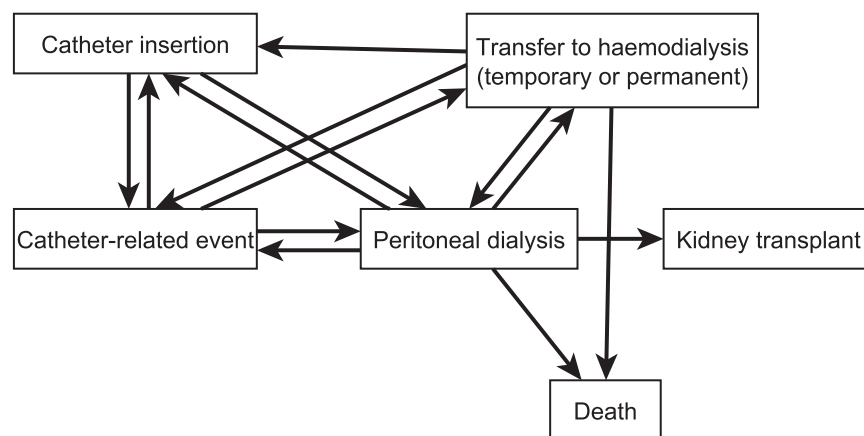 Catheter insertion
Transfer to haemodialysis
(temporary or permanent)
Catheter-related event
Peritoneal dialysis
Kidney transplant
Death